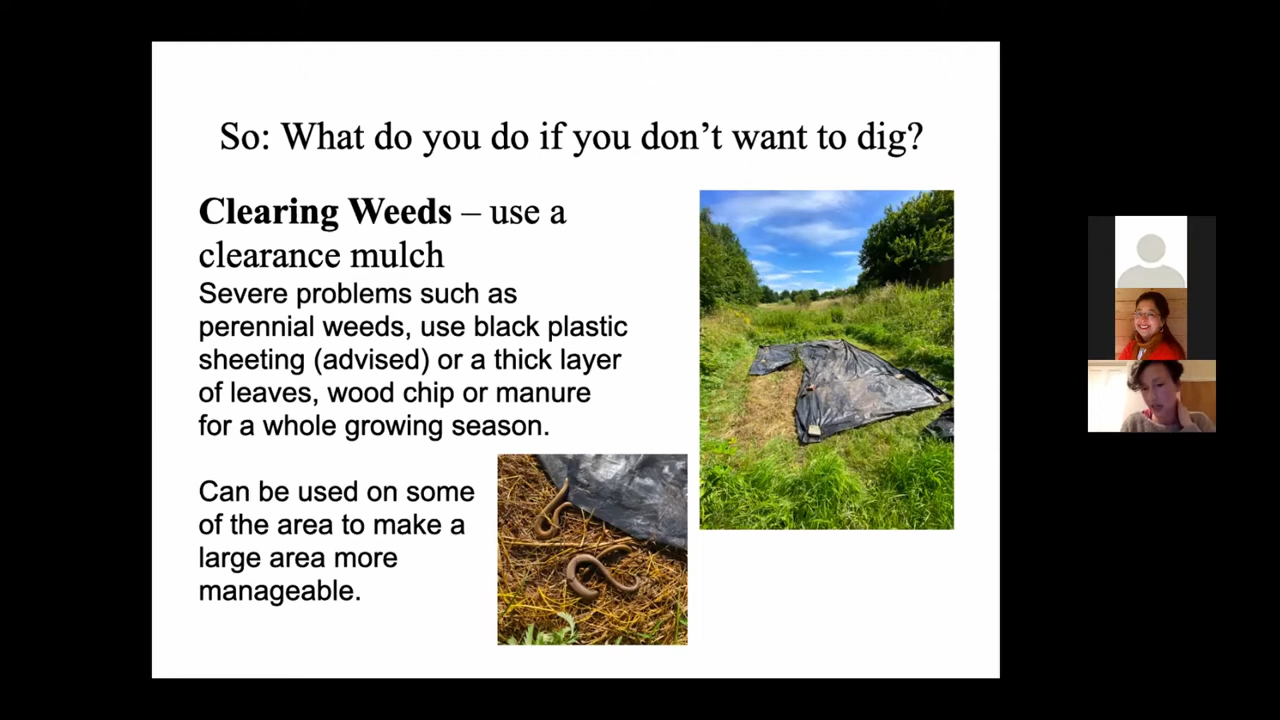 So: What do you do if you don’t want to dig?
Clearing Weeds – use a
clearance mulch
Severe problems such as
perennial weeds, use black plastic
sheeting (advised) or a thick layer
of leaves, wood chip or manure
for a whole growing season.
Can be used on some
of the area to make a
large area more
manageable.